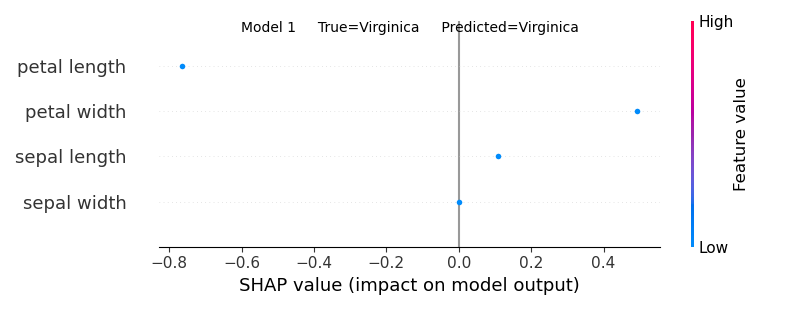 Model 1 True=Virginica Predicted=Virginica
High
petal length
petal width
sepal length
sepal width
Feature value
Low
−0.8 −0.6 −0.4 −0.2 0.0 0.2 0.4
SHAP value (impact on model output)